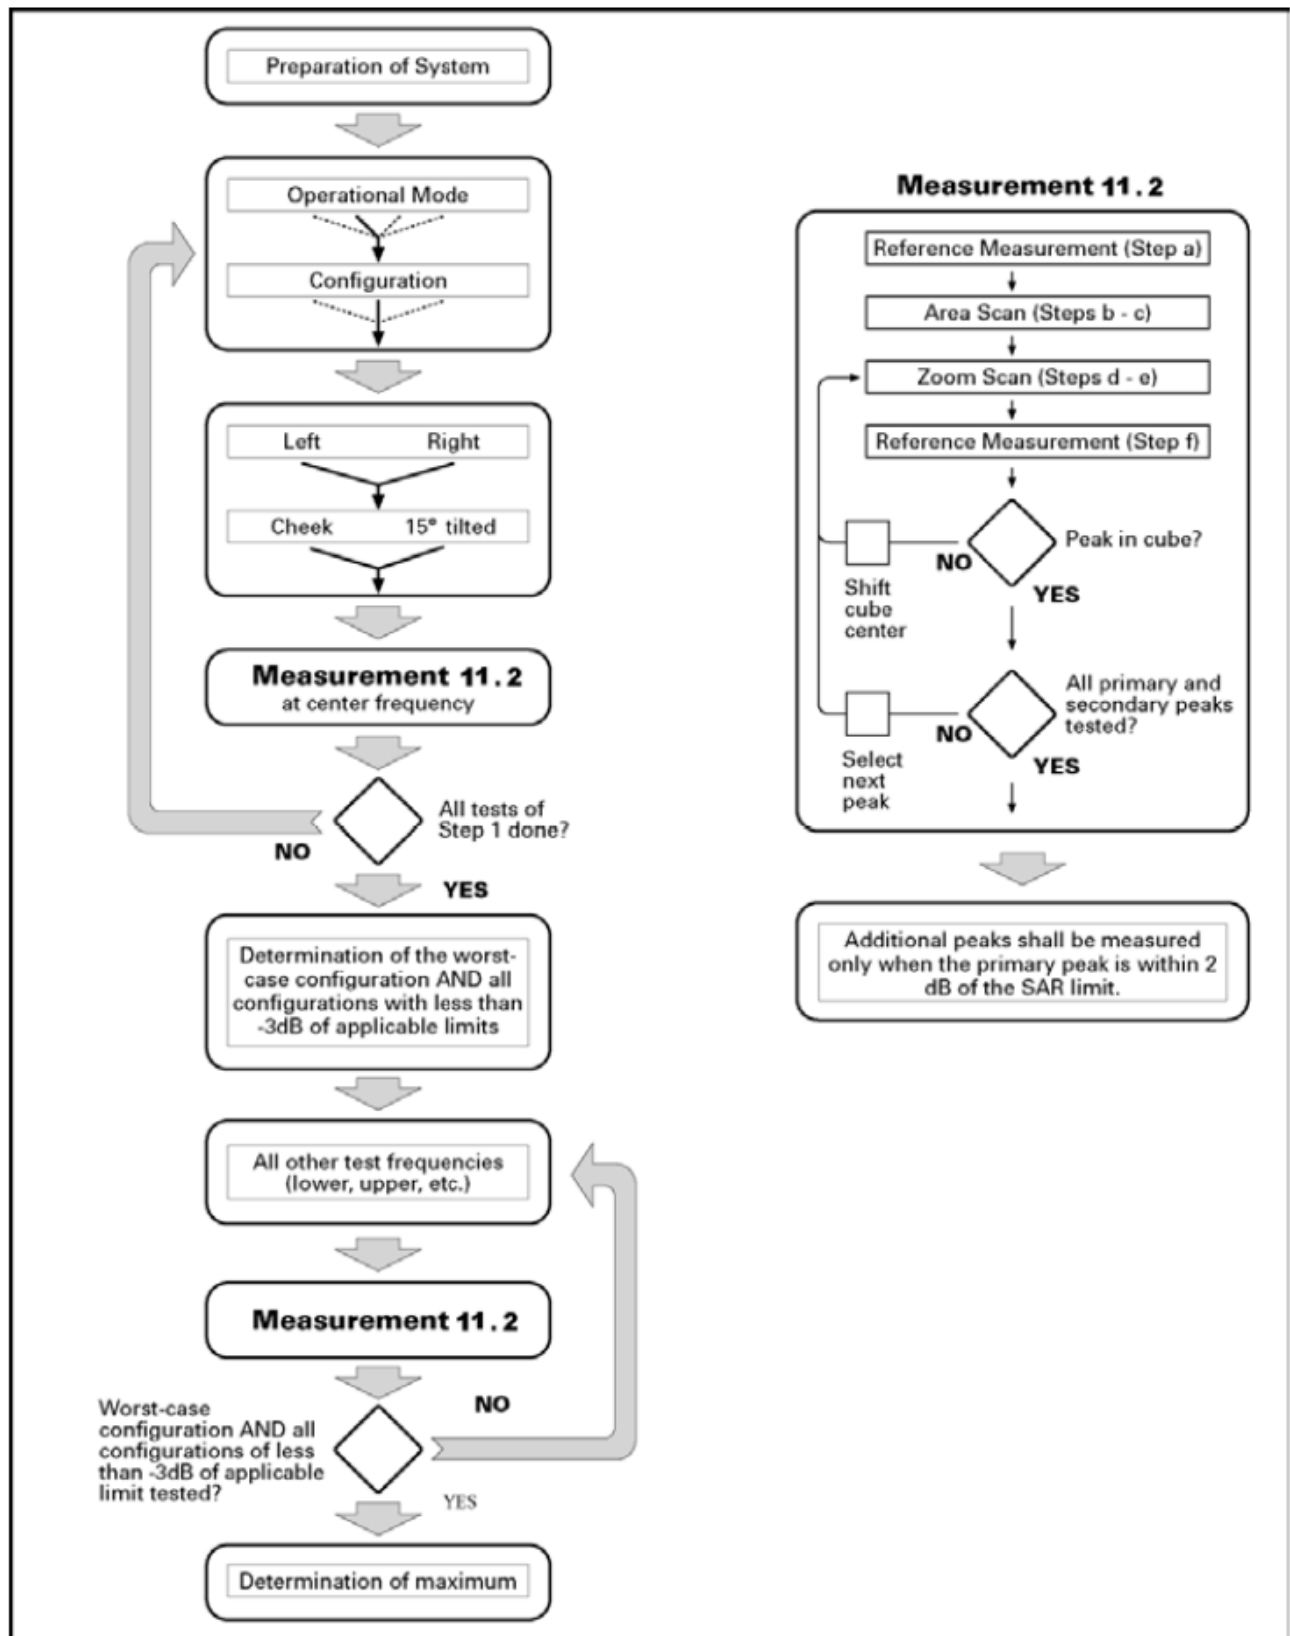 Preparation of System
Operational Mode
Configuration
Left Right
Cheek 15° tilted
Measurement 11.2
at center frequency
All tests of
Step 1 done?
NO
YES
Determination of the worst-
case configuration AND all
configurations with less than
-3dB of applicable limits
All other test frequencies
(lower, upper, etc.)
Measurement 11.2
NO
Worst-case
configuration AND all
configurations of less
than -3dB of applicable
limit tested?
YES
Determination of maximum
Measurement 11.2
Reference Measurement (Step a)
Area Scan (Steps b - c)
Zoom Scan (Steps d - e)
Reference Measurement (Step f)
Peak in cube?
NO
YES
Shift
cube
center
All primary and
secondary peaks
tested?
NO
YES
Select
next
peak
Additional peaks shall be measured
only when the primary peak is within 2
dB of the SAR limit.